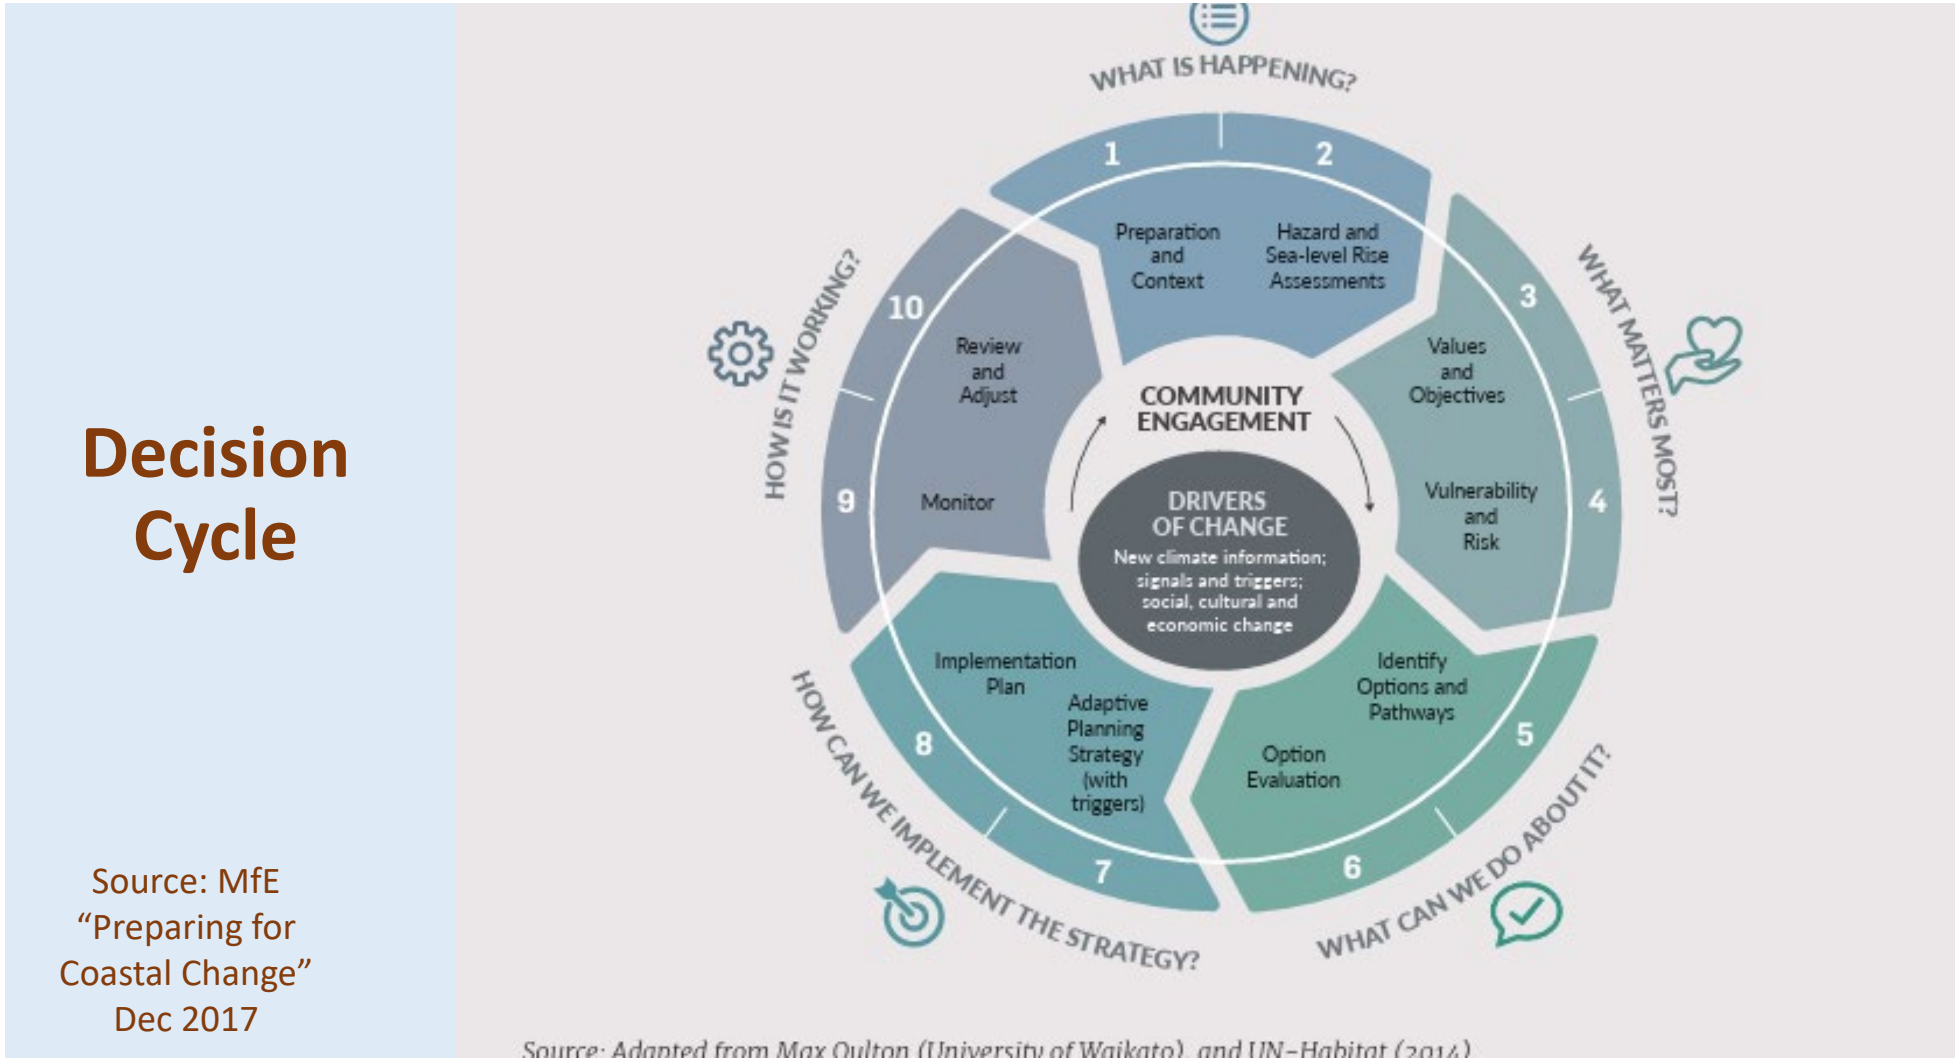 Decision
Cycle
Source: MfE
“Preparing for
Coastal Change”
Dec 2017
WHAT IS HAPPENING?
1
2
Preparation
and
Context
Hazard and
Sea-level Rise
Assessments
WHAT MATTERS MOST?
3
Values
and
Objectives
4
Vulnerability
and
Risk
WHAT CAN WE DO ABOUT IT?
5
Identify
Options and
Pathways
6
Option
Evaluation
HOW CAN WE IMPLEMENT THE STRATEGY?
7
Adaptive
Planning
Strategy
(with
triggers)
8
Implementation
Plan
HOW IS IT WORKING?
9
Monitor
10
Review
and
Adjust
COMMUNITY
ENGAGEMENT
DRIVERS
OF CHANGE
New climate information;
signals and triggers;
social, cultural and
economic change
Source: Adapted from Max Oulton (University of Waikato), and UN-Habitat (2014)